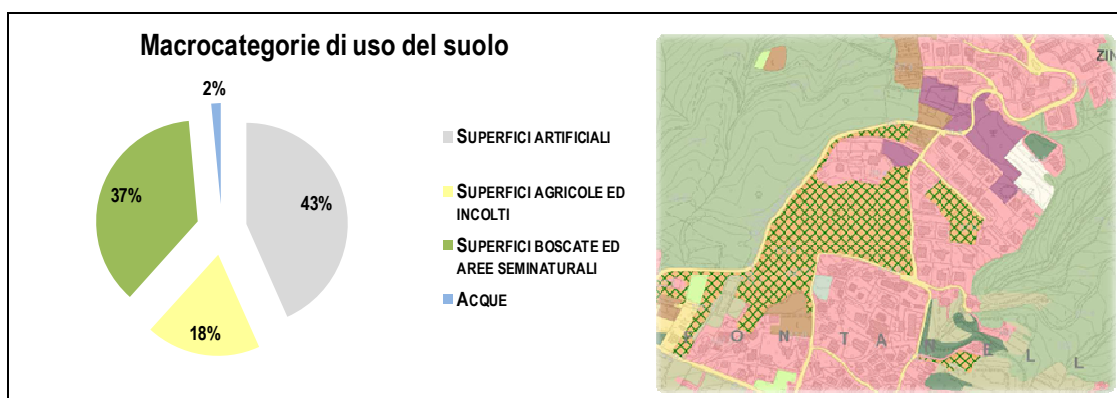 Macrocategorie di uso del suolo
2%
37%
43%
18%
SUPERFICI ARTIFICIALI
SUPERFICI AGRICOLE ED
INCOLTI
SUPERFICI BOSCATE ED
AREE SEMINATURALI
ACQUE
ZIN
O N T A N E L L